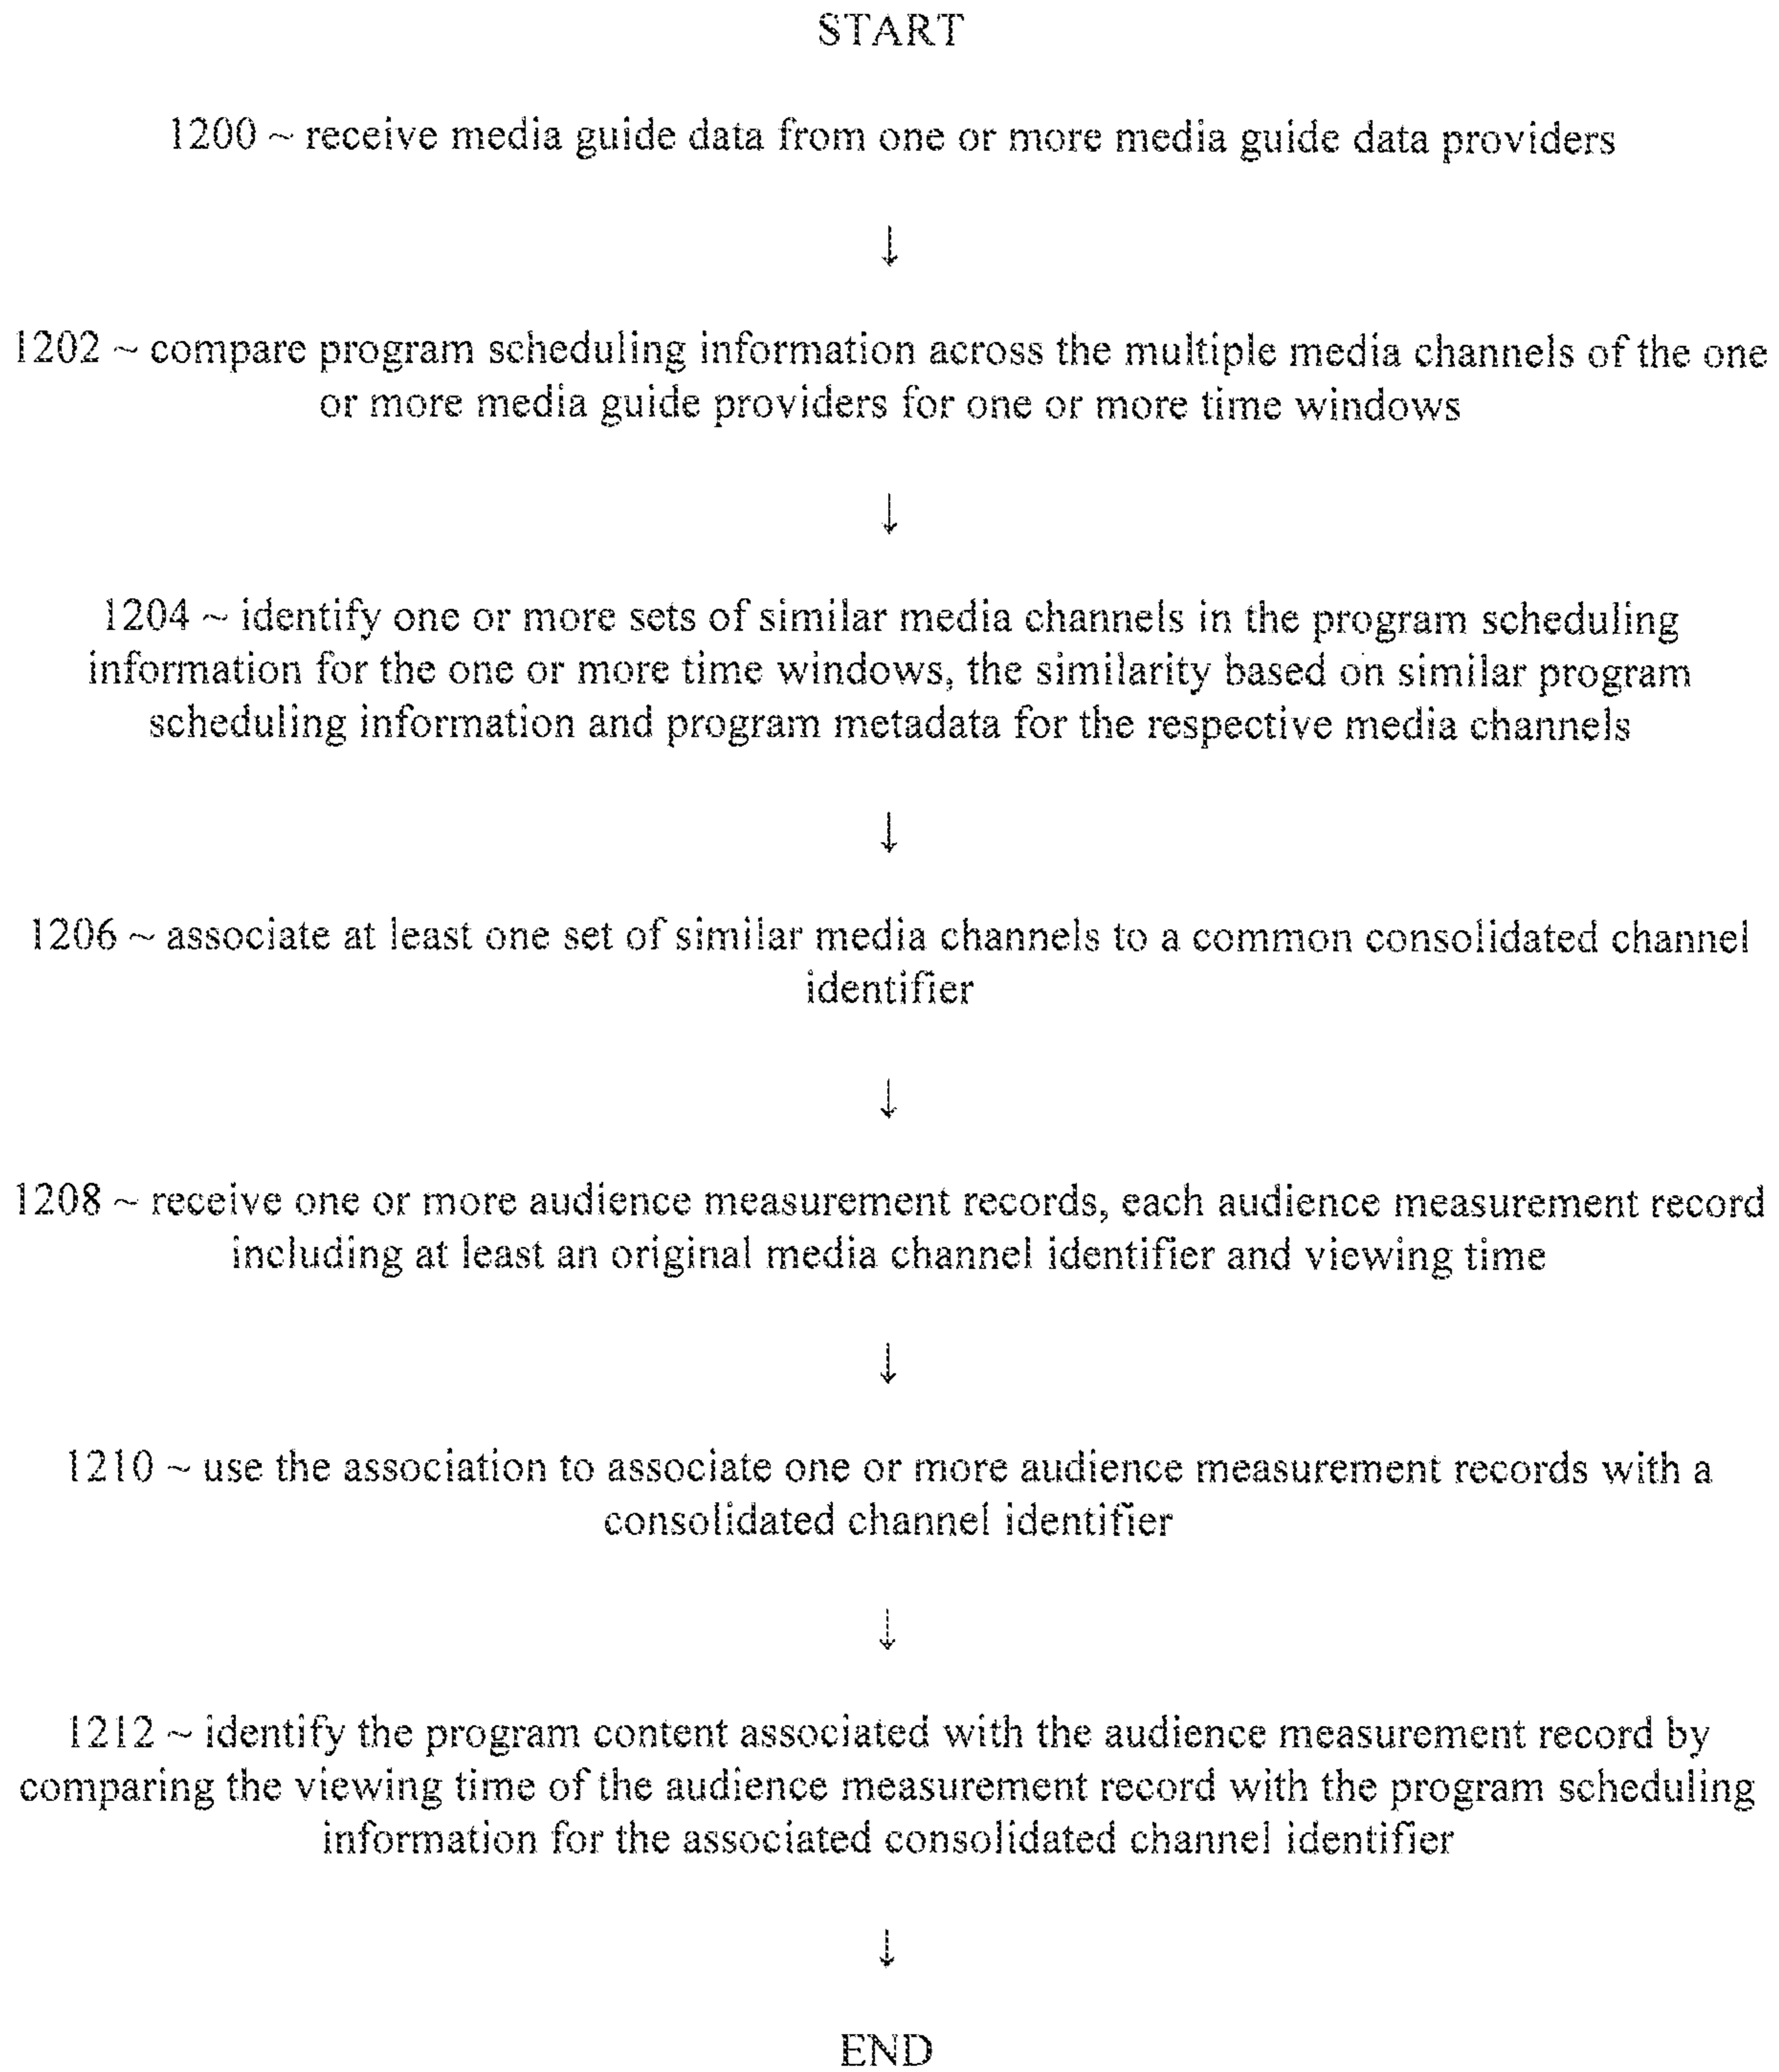 START
1200 ~ receive media guide data from one or more media guide data providers
↓
1202 ~ compare program scheduling information across the multiple media channels of the one
or more media guide providers for one or more time windows
↓
1204 ~ identify one or more sets of similar media channels in the program scheduling
information for the one or more time windows, the similarity based on similar program
scheduling information and program metadata for the respective media channels
↓
1206 ~ associate at least one set of similar media channels to a common consolidated channel
identifier
↓
1208 ~ receive one or more audience measurement records, each audience measurement record
including at least an original media channel identifier and viewing time
↓
1210 ~ use the association to associate one or more audience measurement records with a
consolidated channel identifier
↓
1212 ~ identify the program content associated with the audience measurement record by
comparing the viewing time of the audience measurement record with the program scheduling
information for the associated consolidated channel identifier
↓
END